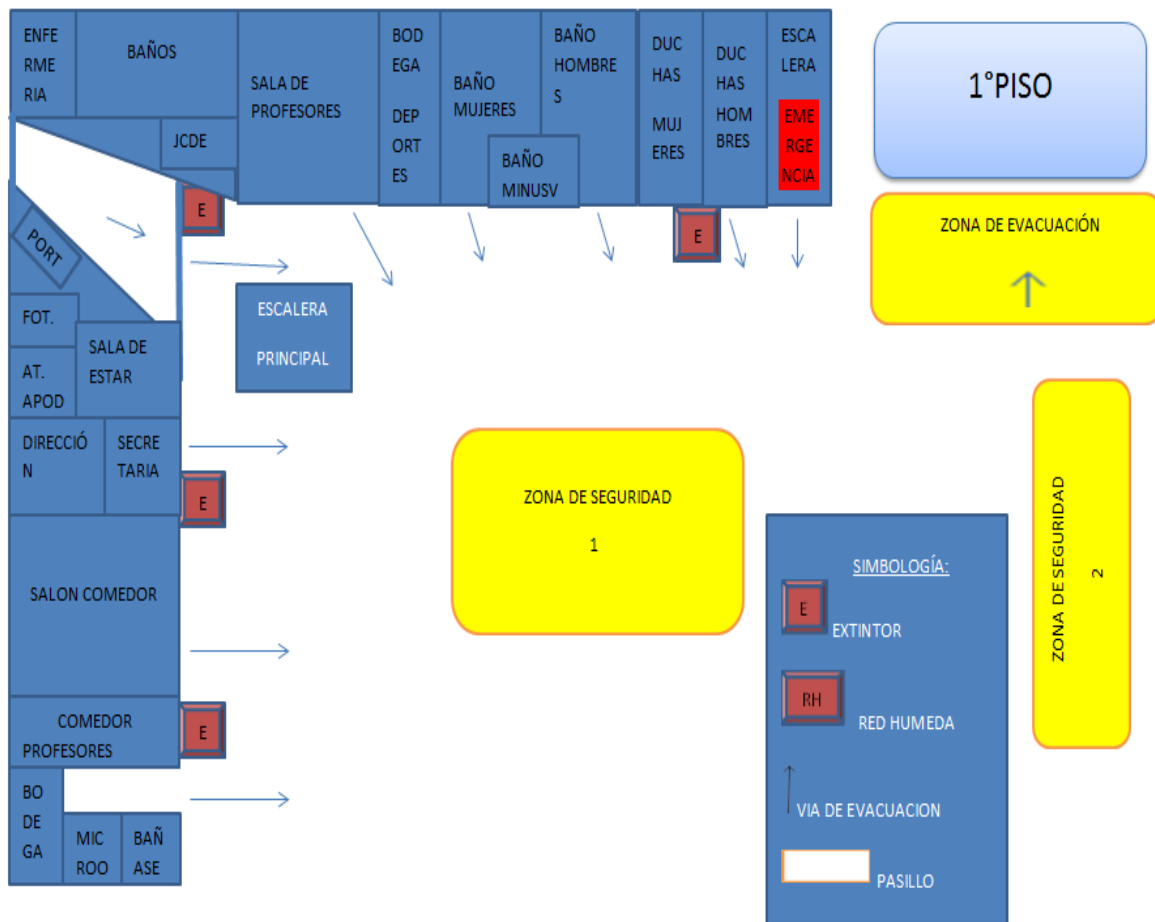 ENFE
RMERIA
BAÑOS
SALA DE
PROFESORES
BOD
EGA
DEP
ORT
ES
BAÑO
MUJERES
BAÑO
HOMBRE
S
BAÑO
MINUSV
DUC
HAS
MUJ
ERES
DUC
HAS
HOM
BRES
ESCA
LERA
EME
RGE
NCIA
1°PISO
JCDE
E
E
ZONA DE EVACUACIÓN
PORT
ESCALERA
PRINCIPAL
FOT.
SALA DE
ESTAR
AT.
APOD
DIRECCIÓ
N
SECRE
TARIA
E
ZONA DE SEGURIDAD
1
ZONA DE SEGURIDAD
2
SALON COMEDOR
COMEDOR
PROFESORES
E
BO
DE
GA
MIC
ROO
BAÑ
ASE
SIMBOLOGÍA:
E
EXTINTOR
RH
RED HUMEDA
VIA DE EVACUACION
PASILLO